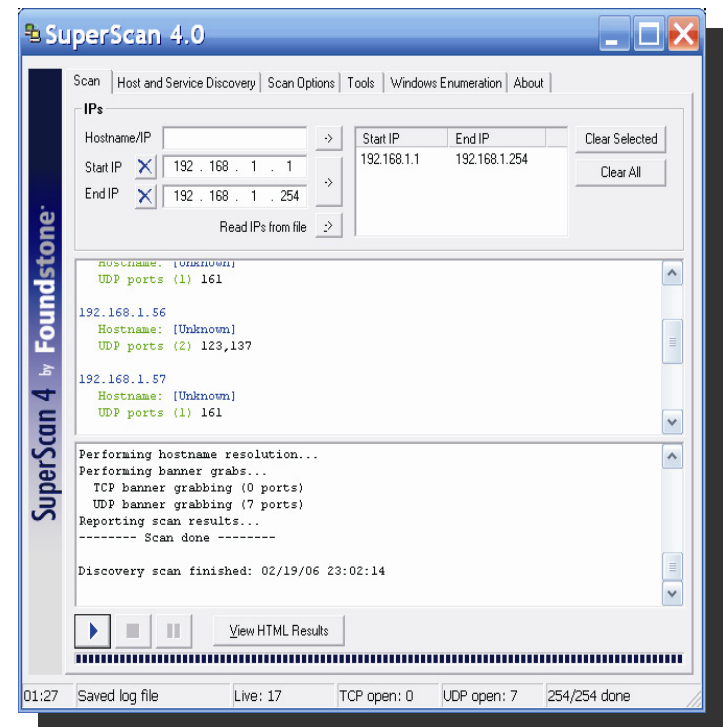 SuperScan 4.0
Scan Host and Service Discovery Scan Options Tools Windows Enumeration About
IPs
Hostname/IP -> Start IP End IP Clear Selected
Start IP X 192 . 168 . 1 . 1 192.168.1.1 192.168.1.254 Clear All
->
End IP X 192 . 168 . 1 . 254
Read IPs from file ->
SuperScan 4 by Foundstone
Hostname: [Unknown]
UDP ports (1) 161
192.168.1.56
Hostname: [Unknown]
UDP ports (2) 123,137
192.168.1.57
Hostname: [Unknown]
UDP ports (1) 161
Performing hostname resolution...
Performing banner grabs...
TCP banner grabbing (0 ports)
UDP banner grabbing (7 ports)
Reporting scan results...
-------- Scan done --------
Discovery scan finished: 02/19/06 23:02:14
View HTML Results
01:27 Saved log file Live: 17 TCP open: 0 UDP open: 7 254/254 done